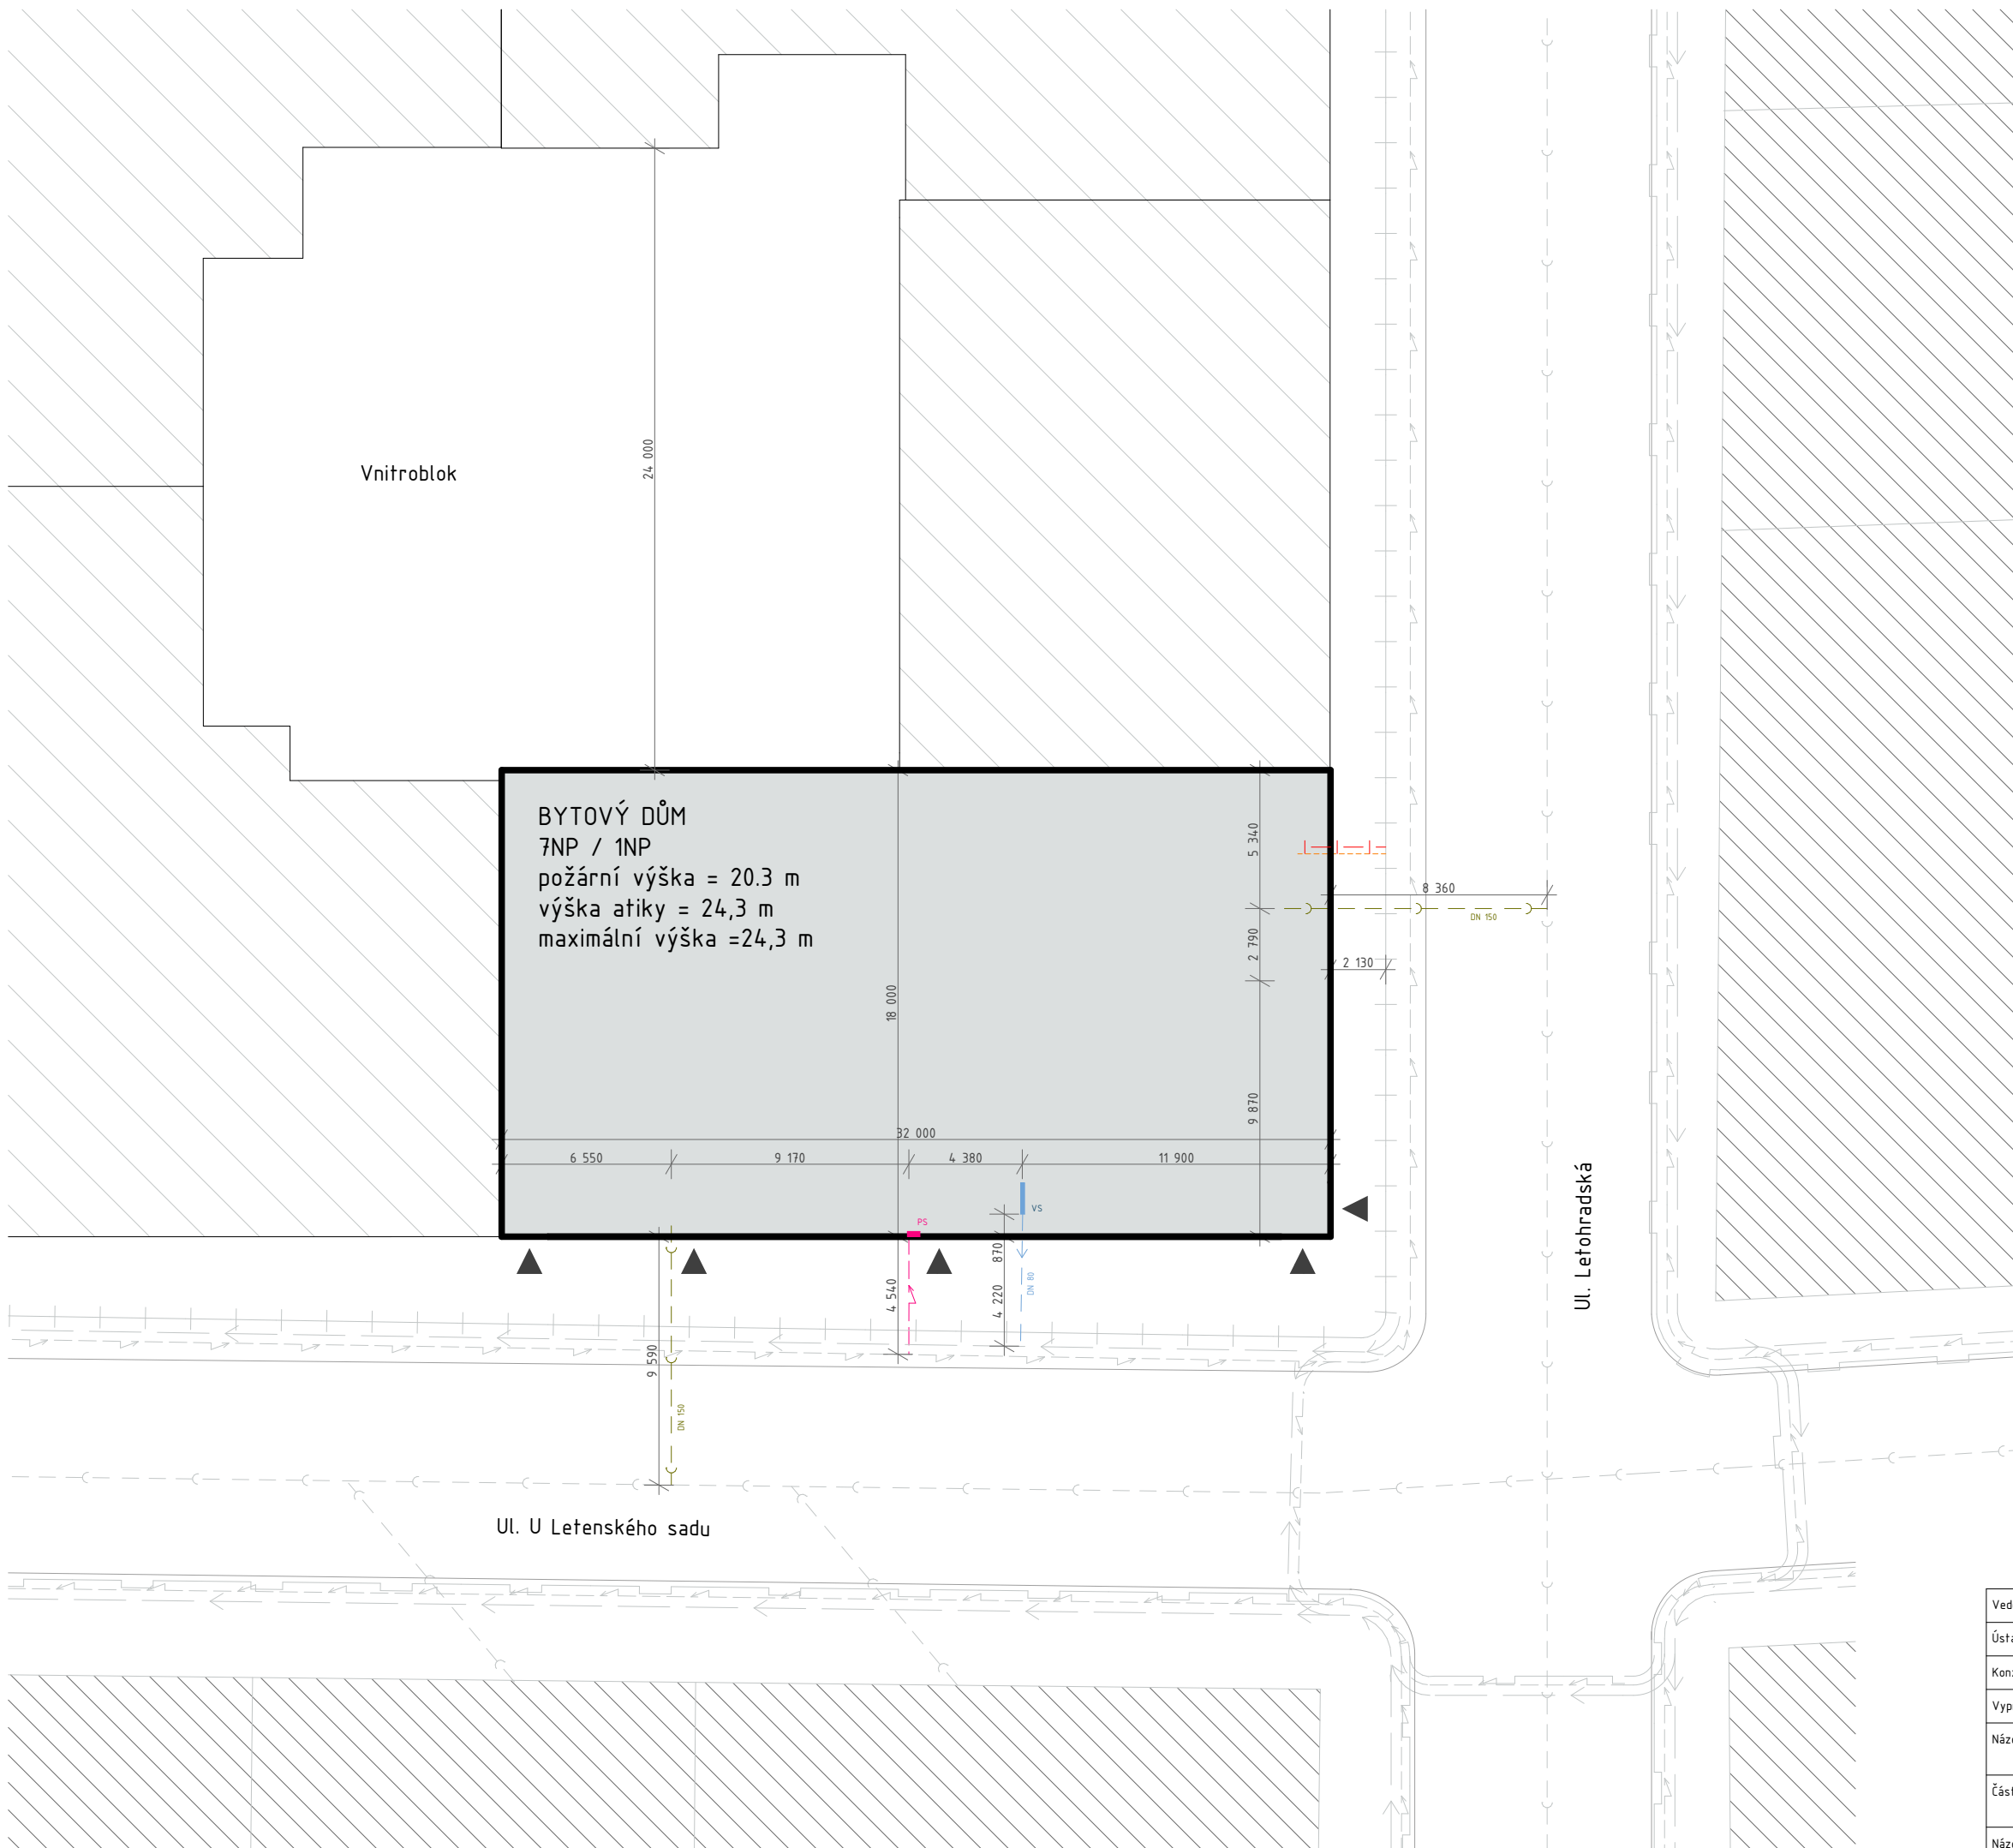 24 000
Vnitroblok
BYTOVÝ DŮM
7NP / 1NP
požární výška = 20.3 m
výška atiky = 24,3 m
maximální výška =24,3 m
5 340
8 360
DN 150
2 790
2 130
18 000
9 870
32 000
6 550
9 170
4 380
11 900
VS
PS
870
4 540
4 220
DN 80
9 590
DN 150
Ul. Letohradská
Ul. U Letenského sadu